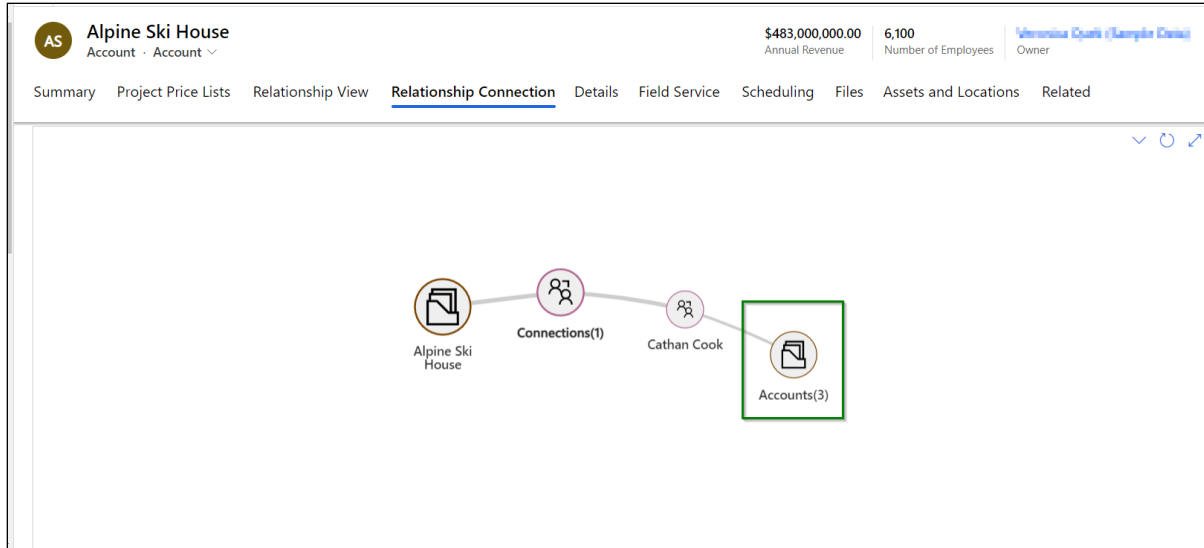 AS
Alpine Ski House
Account · Account
$483,000,000.00
Annual Revenue
6,100
Number of Employees
Owner
Summary Project Price Lists Relationship View Relationship Connection Details Field Service Scheduling Files Assets and Locations Related
Alpine Ski
House
Connections(1)
Cathan Cook
Accounts(3)